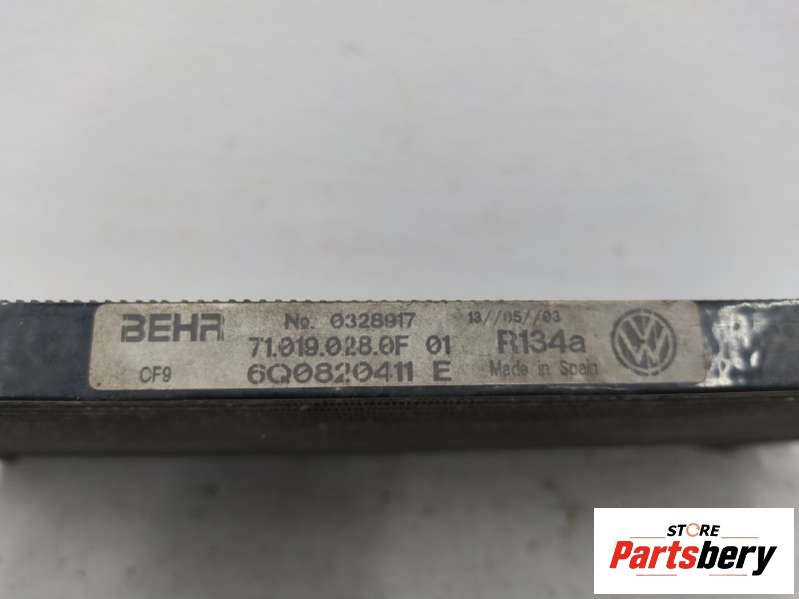 BEHR No. 0328917 13//05//03
71.019.028.0F 01 R134a
CF9 6Q0820411 E Made in Spain
STORE
Partsbery